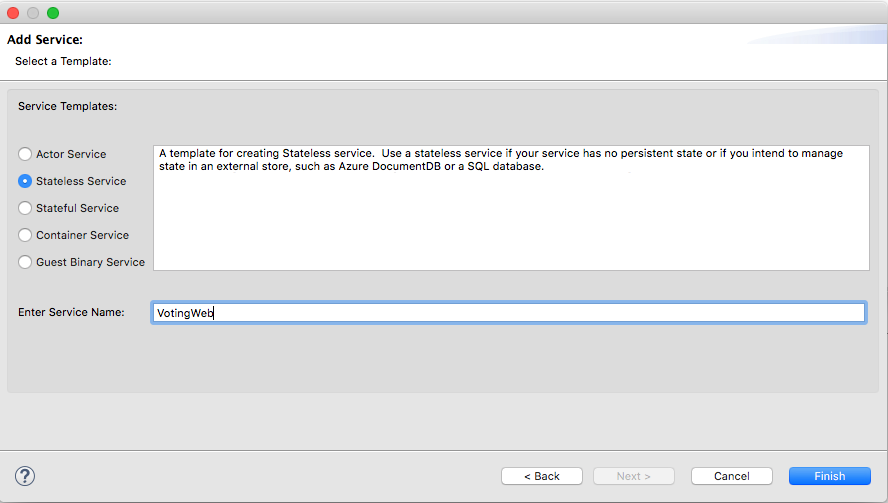 Add Service:
Select a Template:
Service Templates:
Actor Service
Stateless Service
Stateful Service
Container Service
Guest Binary Service
A template for creating Stateless service.  Use a stateless service if your service has no persistent state or if you intend to manage
state in an external store, such as Azure DocumentDB or a SQL database.
Enter Service Name:
VotingWeb
?
< Back
Next >
Cancel
Finish